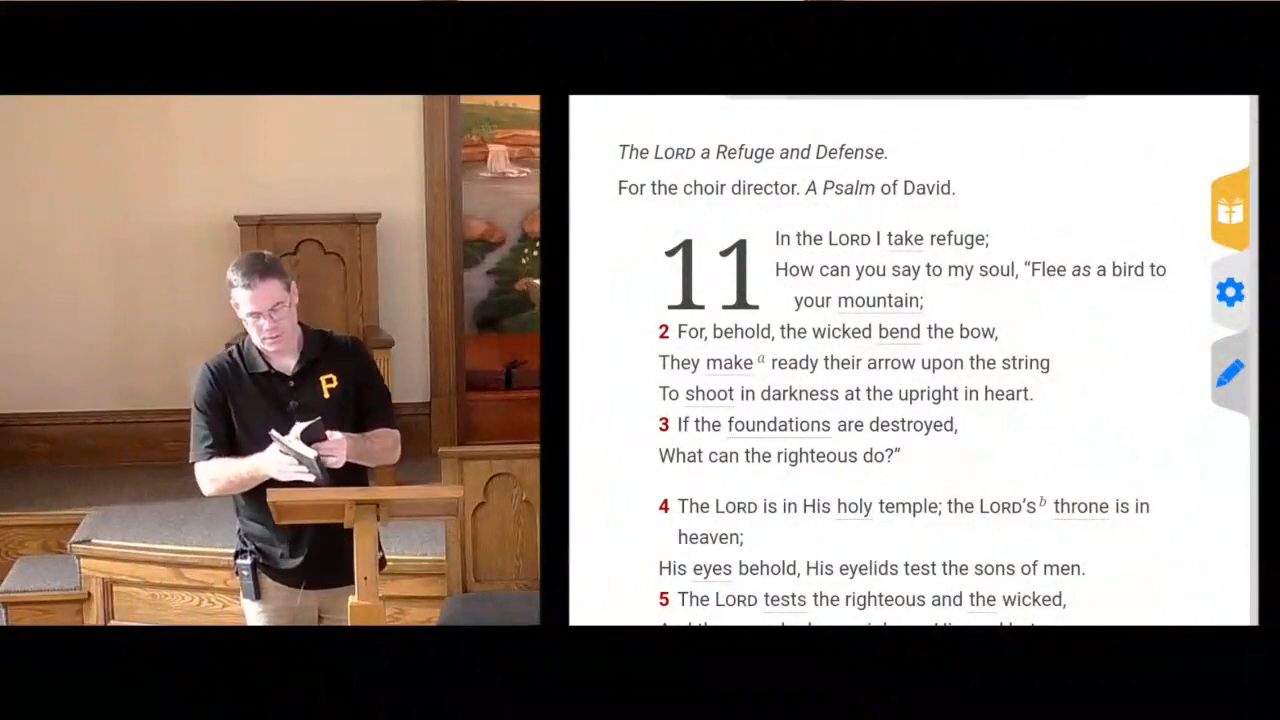 P
The LORD a Refuge and Defense.
For the choir director. A Psalm of David.
11 In the LORD I take refuge;
How can you say to my soul, “Flee as a bird to
your mountain;
2 For, behold, the wicked bend the bow,
They make a ready their arrow upon the string
To shoot in darkness at the upright in heart.
3 If the foundations are destroyed,
What can the righteous do?”
4 The LORD is in His holy temple; the LORD’S b throne is in
heaven;
His eyes behold, His eyelids test the sons of men.
5 The LORD tests the righteous and the wicked,